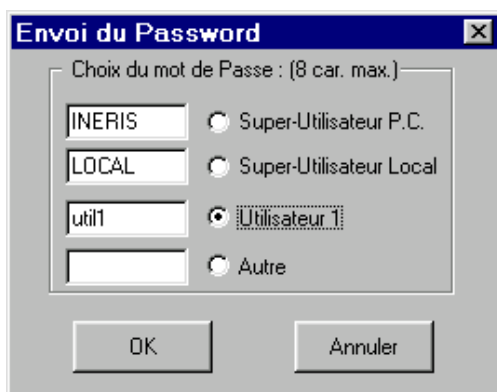 Envoi du Password
Choix du mot de Passe : (8 car. max.)
INERIS Super-Utilisateur P.C.
LOCAL Super-Utilisateur Local
util1 Utilisateur 1
Autre
OK Annuler